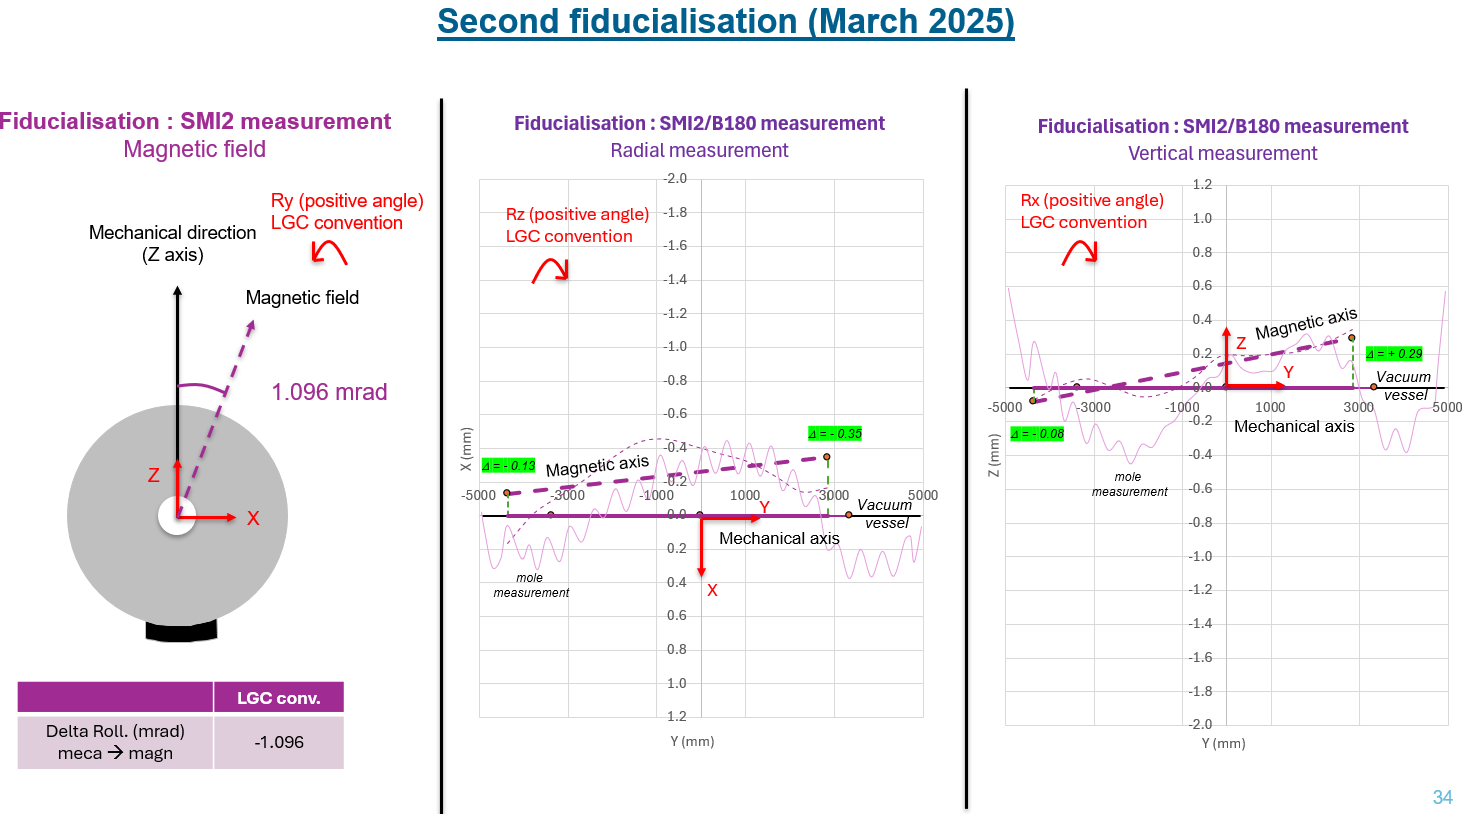 Second fiducialisation (March 2025)
Fiducialisation : SMI2 measurement
Magnetic field
Ry (positive angle)
LGC convention
Mechanical direction
(Z axis)
Magnetic field
1.096 mrad
Z
X
LGC conv.
Delta Roll. (mrad)
meca → magn
-1.096
Fiducialisation : SMI2/B180 measurement
Radial measurement
-2.0
-1.8
-1.6
-1.4
-1.2
-1.0
-0.8
-0.6
-0.4
-0.2
0.0
0.2
0.4
0.6
0.8
1.0
1.2
Rz (positive angle)
LGC convention
X (mm)
Δ = - 0.13
Magnetic axis
Δ = - 0.35
-5000
-3000
-1000
1000
3000
5000
Y
Vacuum
vessel
Mechanical axis
X
mole
measurement
Y (mm)
Fiducialisation : SMI2/B180 measurement
Vertical measurement
1.2
1.0
0.8
0.6
0.4
0.2
0.0
-0.2
-0.4
-0.6
-0.8
-1.0
-1.2
-1.4
-1.6
-1.8
-2.0
Rx (positive angle)
LGC convention
Magnetic axis
Z
Δ = + 0.29
Y
Vacuum
vessel
-5000
-3000
-1000
1000
3000
5000
Mechanical axis
Δ = - 0.08
Z (mm)
mole
measurement
Y (mm)
34